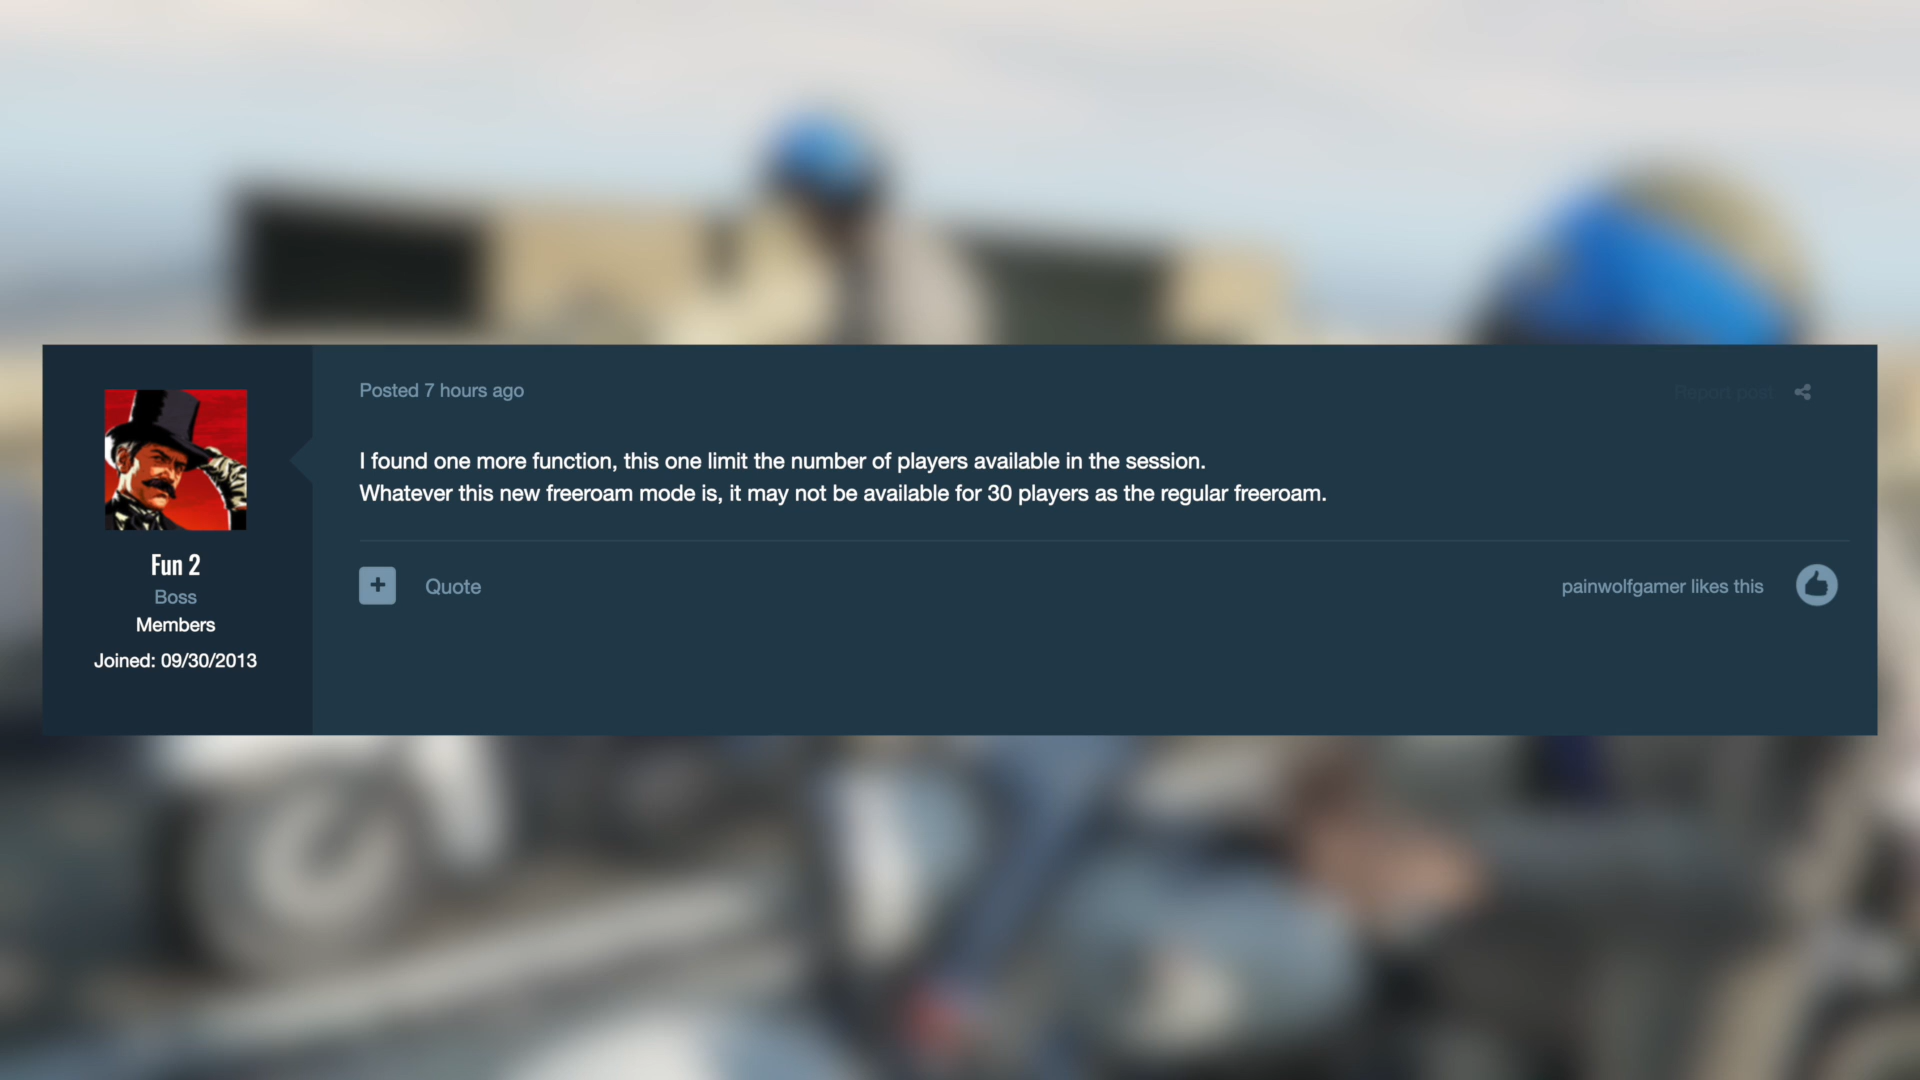 Posted 7 hours ago
Report post
I found one more function, this one limit the number of players available in the session.
Whatever this new freeroam mode is, it may not be available for 30 players as the regular freeroam.
Fun 2
Boss
Members
Joined: 09/30/2013
+ Quote
painwolfgamer likes this